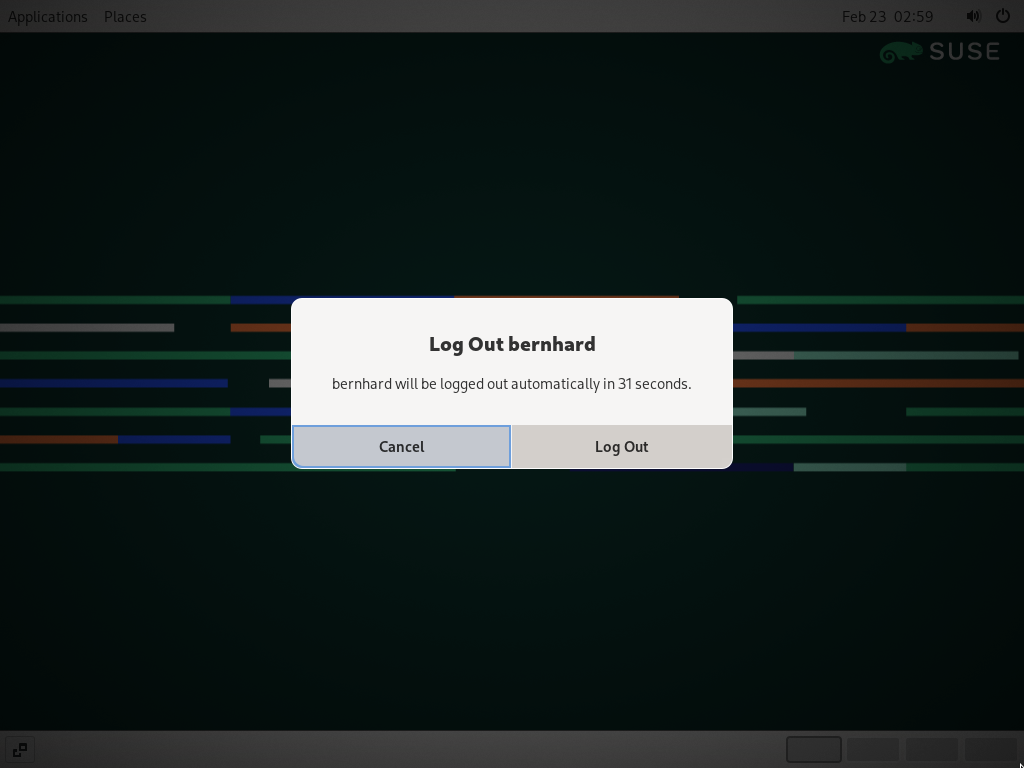 Applications Places Feb 23 02:59
SUSE
Log Out bernhard
bernhard will be logged out automatically in 31 seconds.
Cancel Log Out